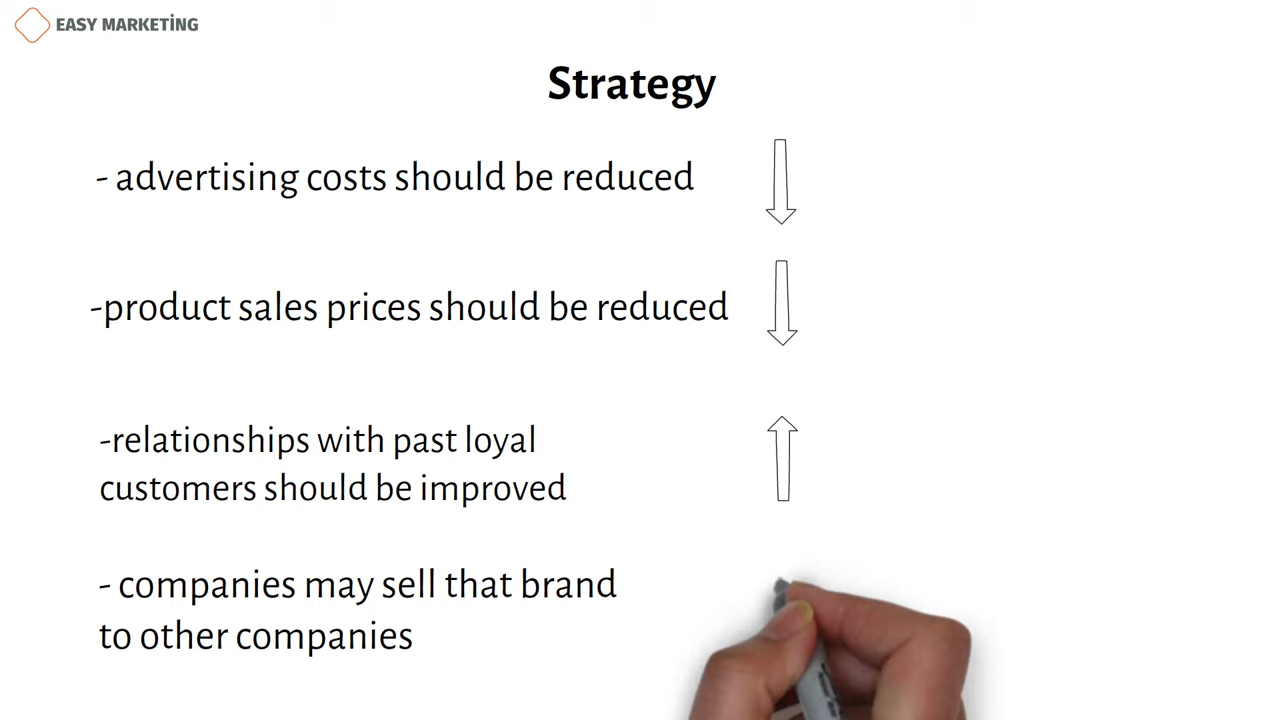 EASY MARKETİNG
Strategy
- advertising costs should be reduced
-product sales prices should be reduced
-relationships with past loyal
customers should be improved
- companies may sell that brand
to other companies